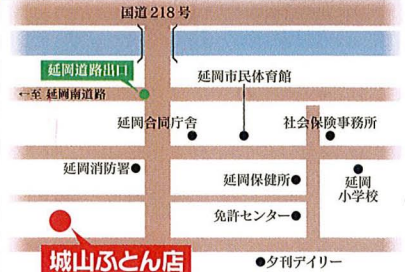 国道218号
延岡道路出口
←至 延岡南道路
延岡市民体育館
延岡合同庁舎
社会保険事務所
延岡消防署
延岡保健所
延岡
小学校
免許センター
城山ふとん店
夕刊デイリー